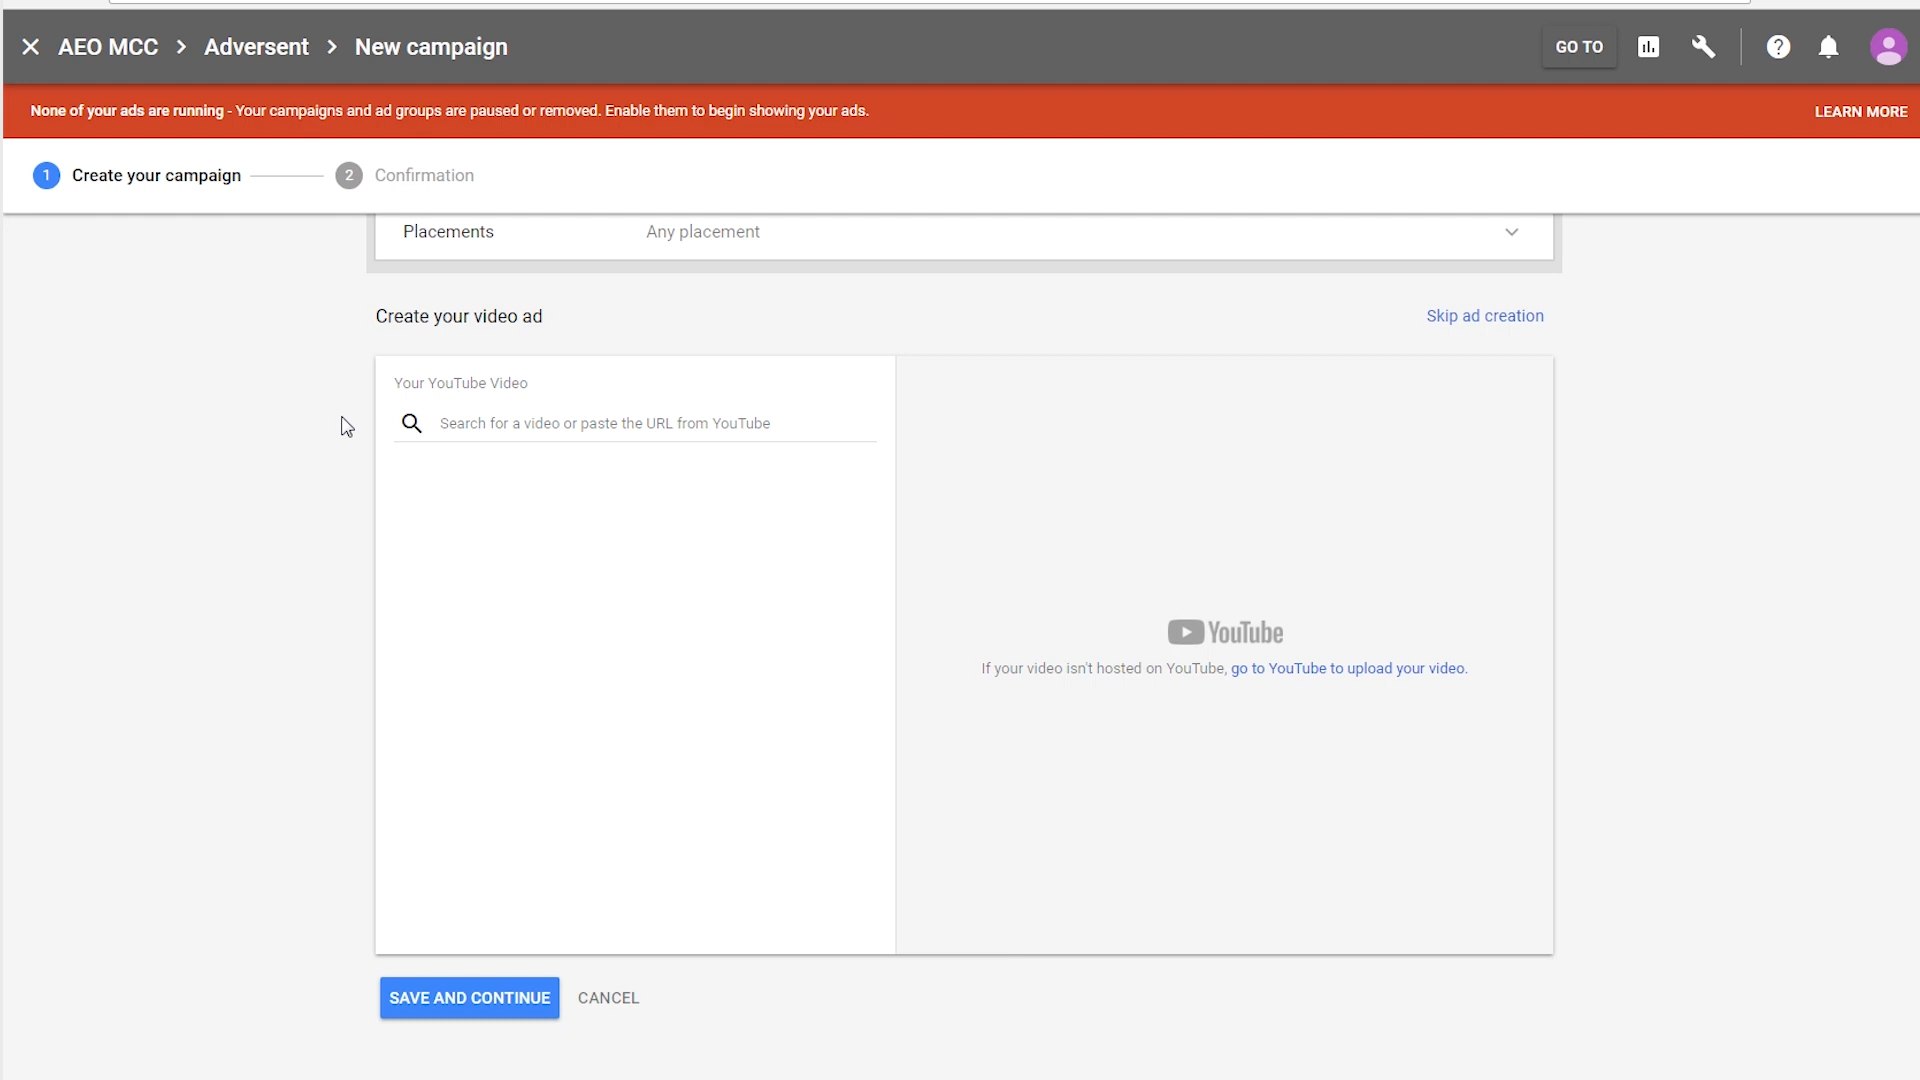 AEO MCC > Adversent > New campaign
GO TO
None of your ads are running - Your campaigns and ad groups are paused or removed. Enable them to begin showing your ads.
LEARN MORE
1 Create your campaign
2 Confirmation
Placements
Any placement
Create your video ad
Skip ad creation
Your YouTube Video
Search for a video or paste the URL from YouTube
YouTube
If your video isn't hosted on YouTube, go to YouTube to upload your video.
SAVE AND CONTINUE
CANCEL